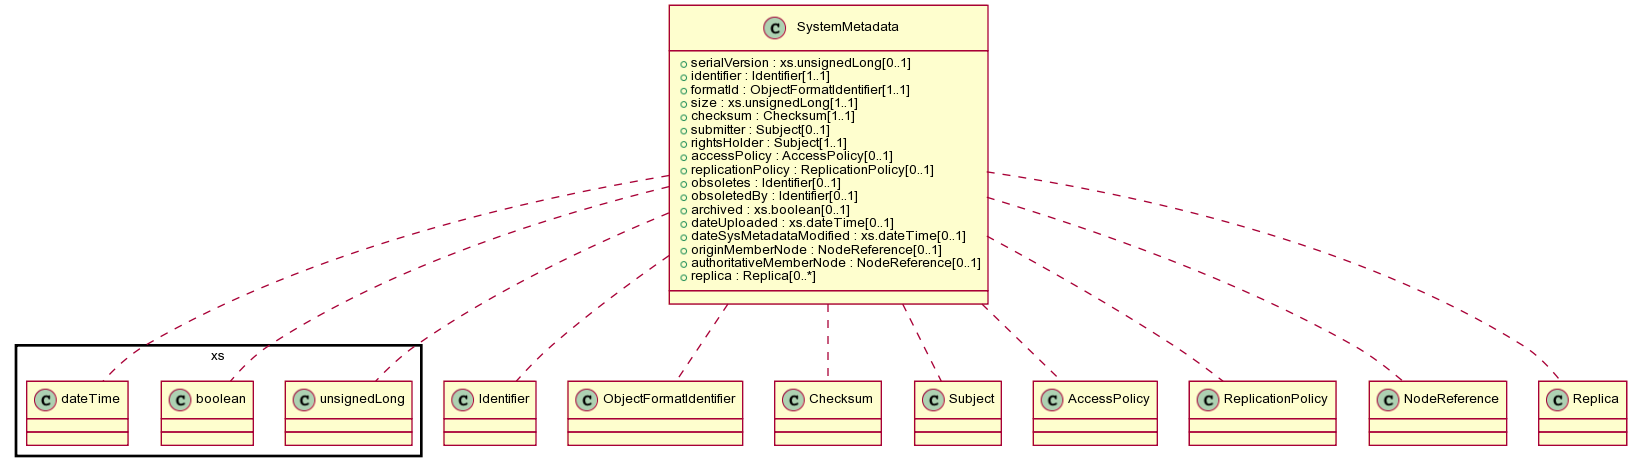 C SystemMetadata
serialVersion : xs.unsignedLong[0..1]
identifier : Identifier[1..1]
formatId : ObjectFormatIdentifier[1..1]
size : xs.unsignedLong[1..1]
checksum : Checksum[1..1]
submitter : Subject[0..1]
rightsHolder : Subject[1..1]
accessPolicy : AccessPolicy[0..1]
replicationPolicy : ReplicationPolicy[0..1]
obsoletes : Identifier[0..1]
obsoletedBy : Identifier[0..1]
archived : xs.boolean[0..1]
dateUploaded : xs.dateTime[0..1]
dateSysMetadataModified : xs.dateTime[0..1]
originMemberNode : NodeReference[0..1]
authoritativeMemberNode : NodeReference[0..1]
replica : Replica[0..*]
xs
C dateTime
C boolean
C unsignedLong
C Identifier
C ObjectFormatIdentifier
C Checksum
C Subject
C AccessPolicy
C ReplicationPolicy
C NodeReference
C Replica